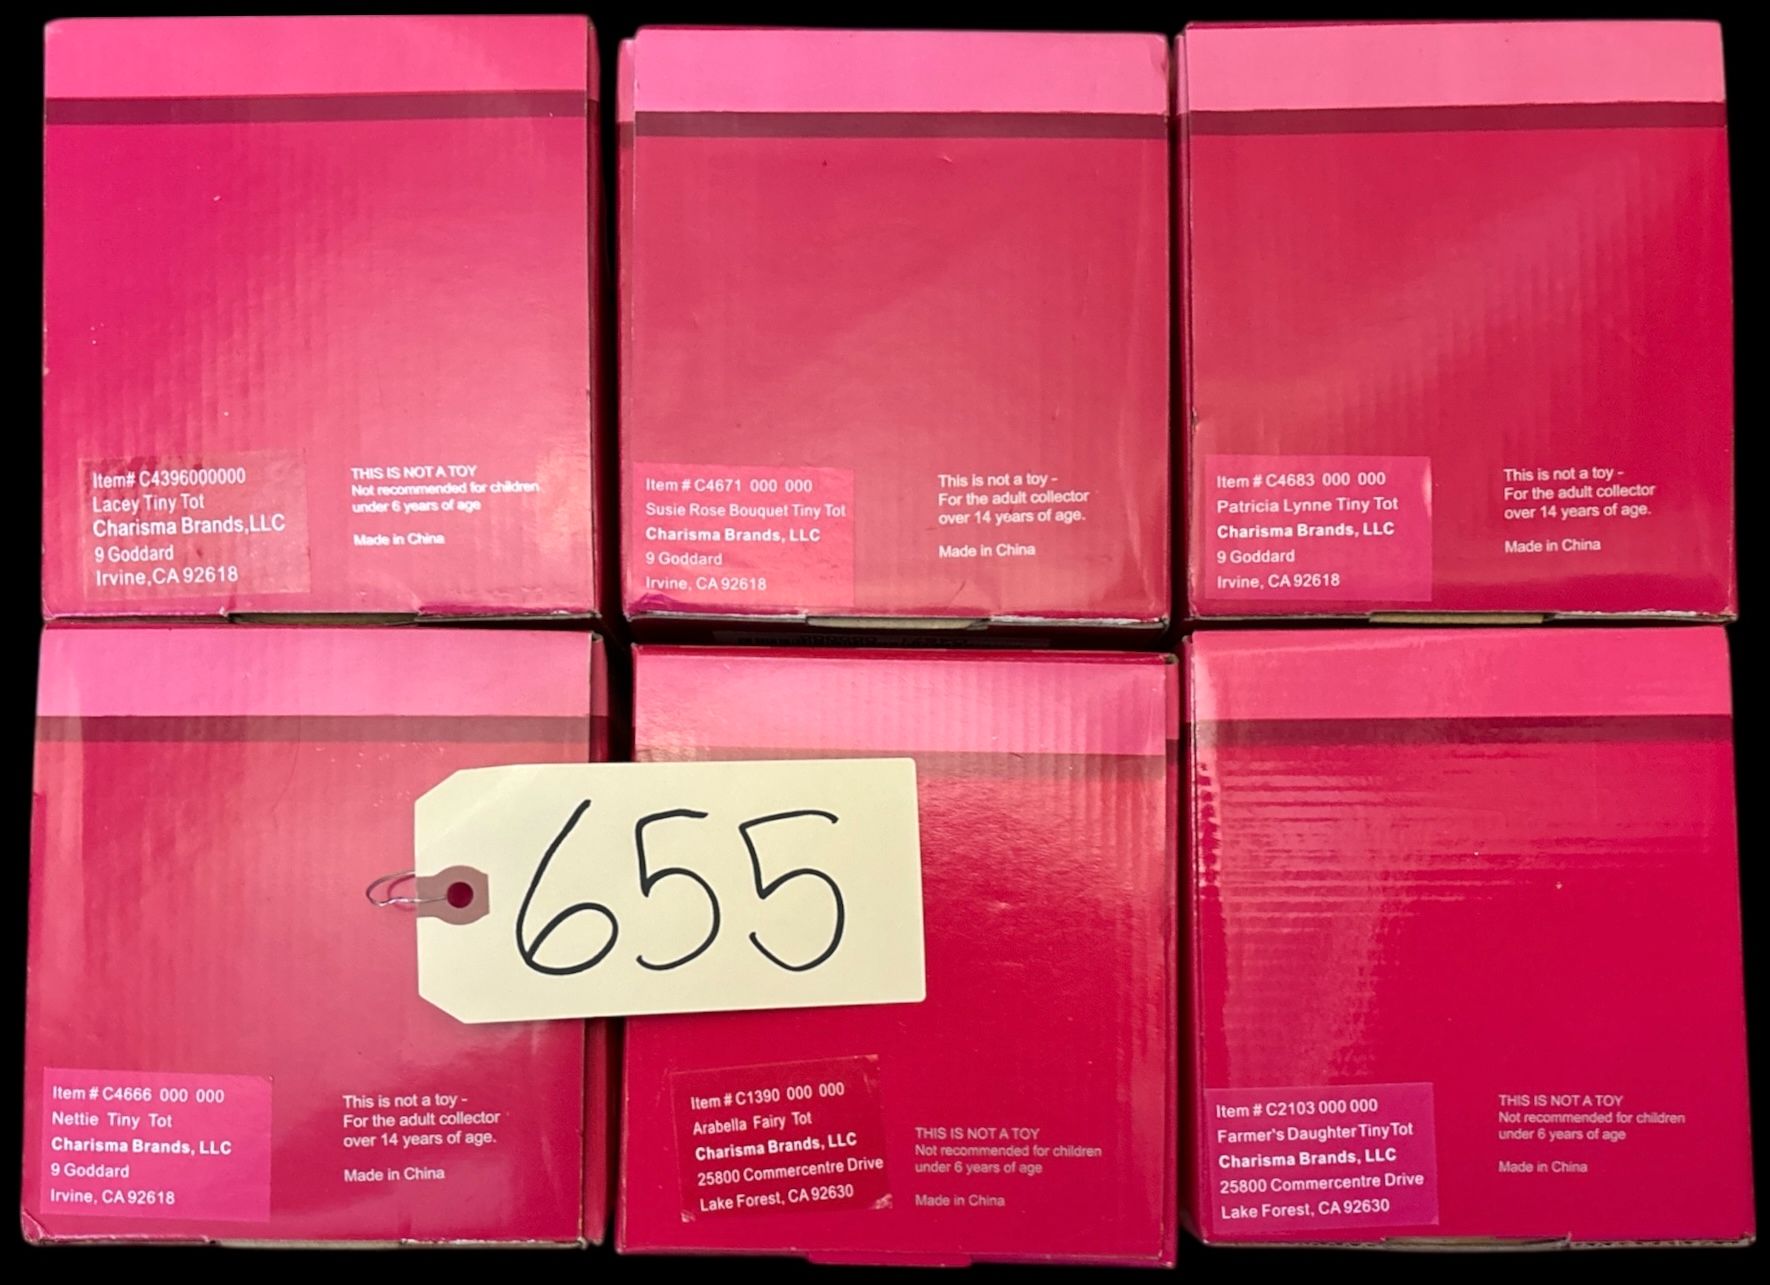 Item# C4396000000
Lacey Tiny Tot
Charisma Brands,LLC
9 Goddard
Irvine,CA 92618
THIS IS NOT A TOY
Not recommended for children
under 6 years of age
Made in China
Item # C4671 000 000
Susie Rose Bouquet Tiny Tot
Charisma Brands, LLC
9 Goddard
Irvine, CA 92618
This is not a toy -
For the adult collector
over 14 years of age.
Made in China
Item # C4683 000 000
Patricia Lynne Tiny Tot
Charisma Brands, LLC
9 Goddard
Irvine, CA 92618
This is not a toy -
For the adult collector
over 14 years of age.
Made in China
655
Item # C4666 000 000
Nettie Tiny Tot
Charisma Brands, LLC
9 Goddard
Irvine, CA 92618
This is not a toy -
For the adult collector
over 14 years of age.
Made in China
Item # C1390 000 000
Arabella Fairy Tot
Charisma Brands, LLC
25800 Commercentre Drive
Lake Forest, CA 92630
THIS IS NOT A TOY
Not recommended for children
under 6 years of age
Made in China
Item # C2103 000 000
Farmer's Daughter Tiny Tot
Charisma Brands, LLC
25800 Commercentre Drive
Lake Forest, CA 92630
THIS IS NOT A TOY
Not recommended for children
under 6 years of age
Made in China